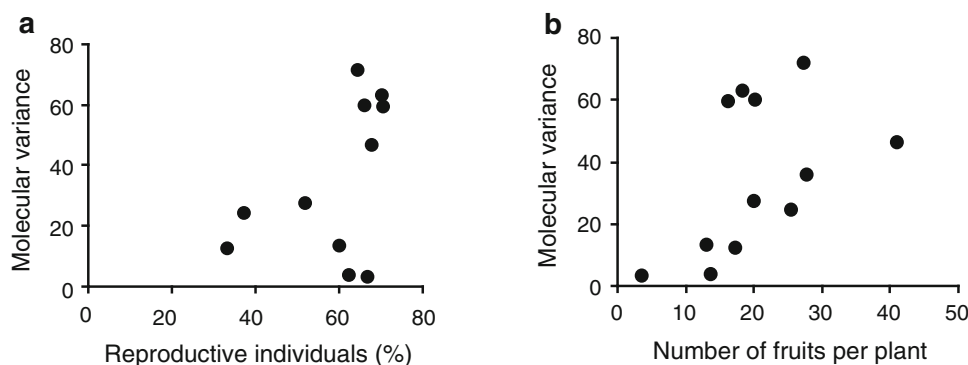 a
Molecular variance
80
60
40
20
0
0 20 40 60 80
Reproductive individuals (%)
b
Molecular variance
80
60
40
20
0
0 10 20 30 40 50
Number of fruits per plant